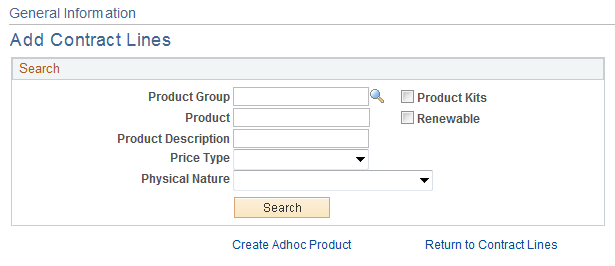 General Information
Add Contract Lines
Search
Product Group Product Kits
Product Renewable
Product Description
Price Type
Physical Nature
Search
Create Adhoc Product Return to Contract Lines